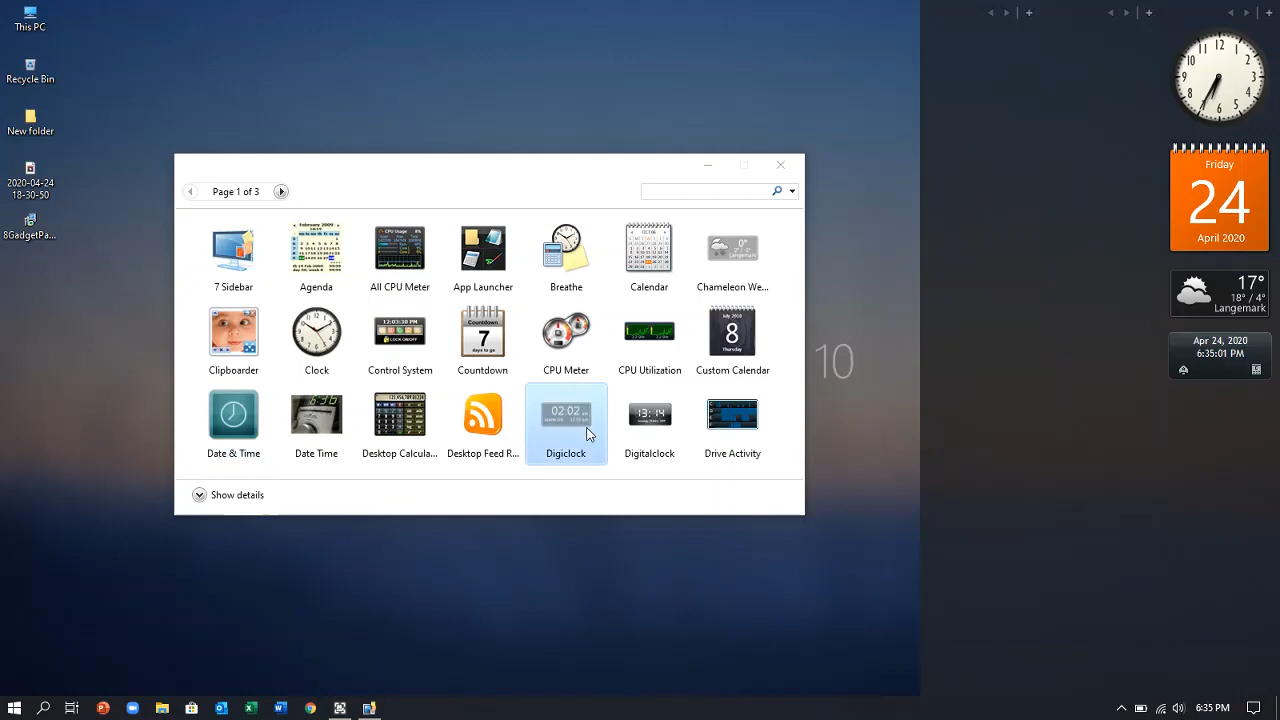 This PC
Recycle Bin
New folder
2020-04-24
18-30-50
8GadgetPa...
Page 1 of 3
7 Sidebar
Agenda
All CPU Meter
App Launcher
Breathe
Calendar
Chameleon We...
Clipboarder
Clock
Control System
Countdown
CPU Meter
CPU Utilization
Custom Calendar
Date & Time
Date Time
Desktop Calcula...
Desktop Feed R...
Digiclock
Digitalclock
Drive Activity
Show details
10
Friday
24
April 2020
17°
18° / 4°
Langemark
Apr 24, 2020
6:35:01 PM
6:35 PM